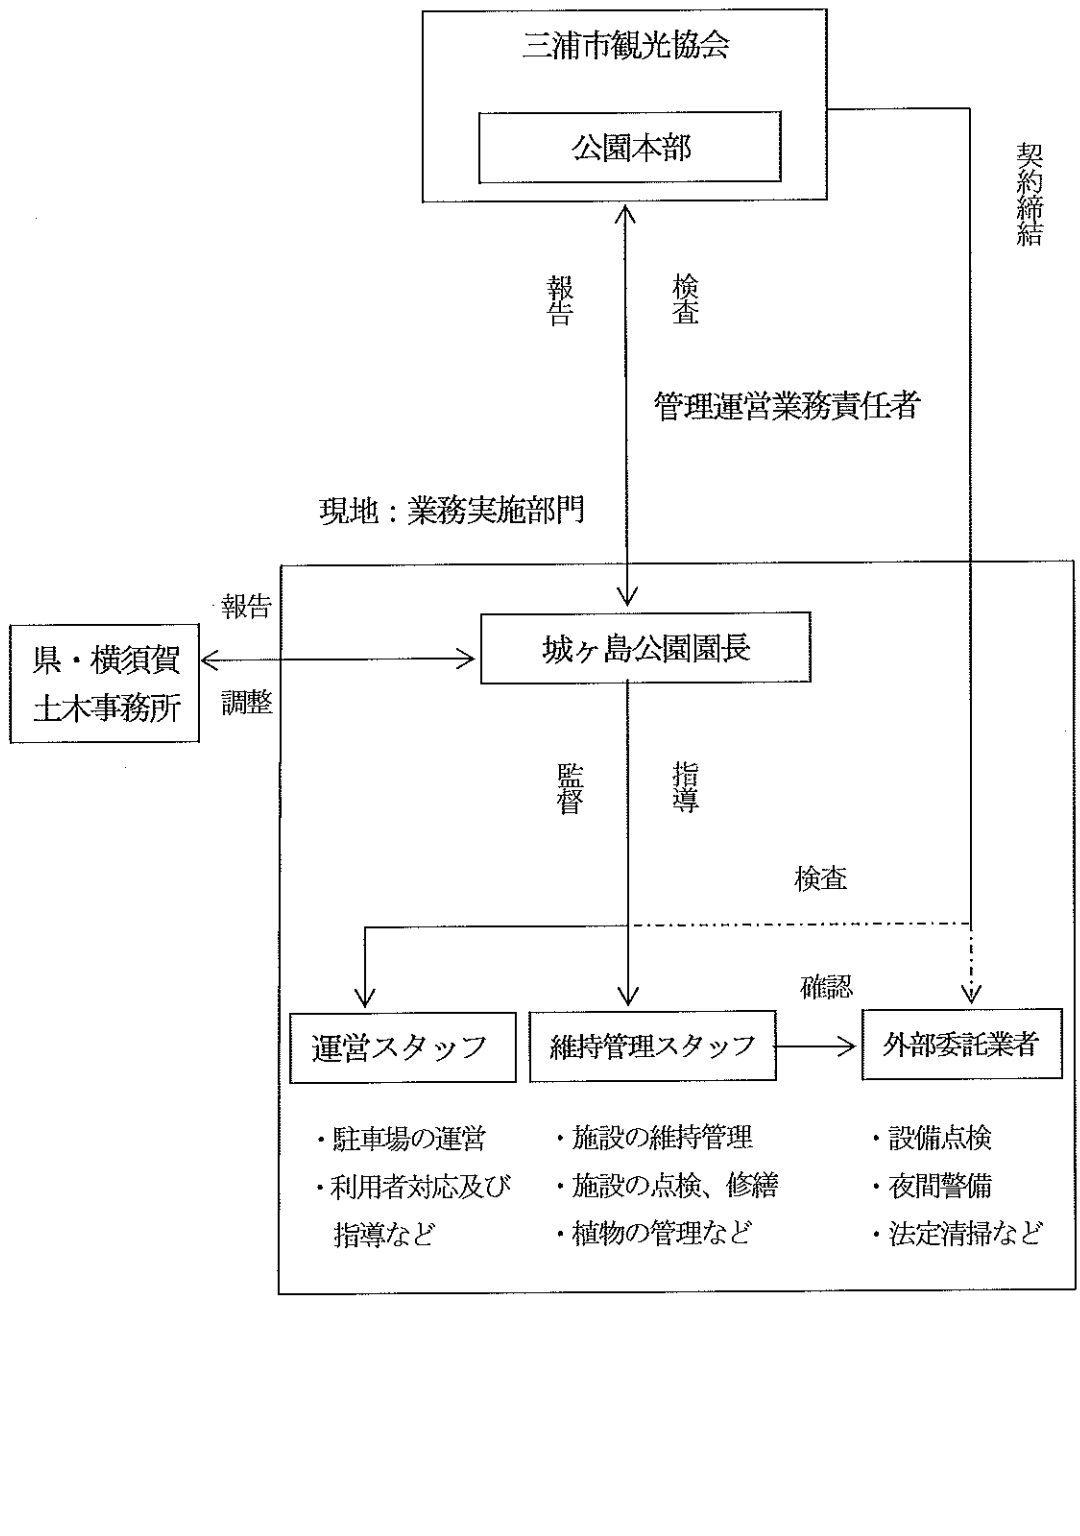 三浦市観光協会
公園本部
契約締結
報告
検査
管理運営業務責任者
現地：業務実施部門
報告
県・横須賀
土木事務所
調整
城ヶ島公園園長
監督
指導
検査
確認
運営スタッフ
維持管理スタッフ
外部委託業者
・駐車場の運営
・利用者対応及び
指導など
・施設の維持管理
・施設の点検、修繕
・植物の管理など
・設備点検
・夜間警備
・法定清掃など